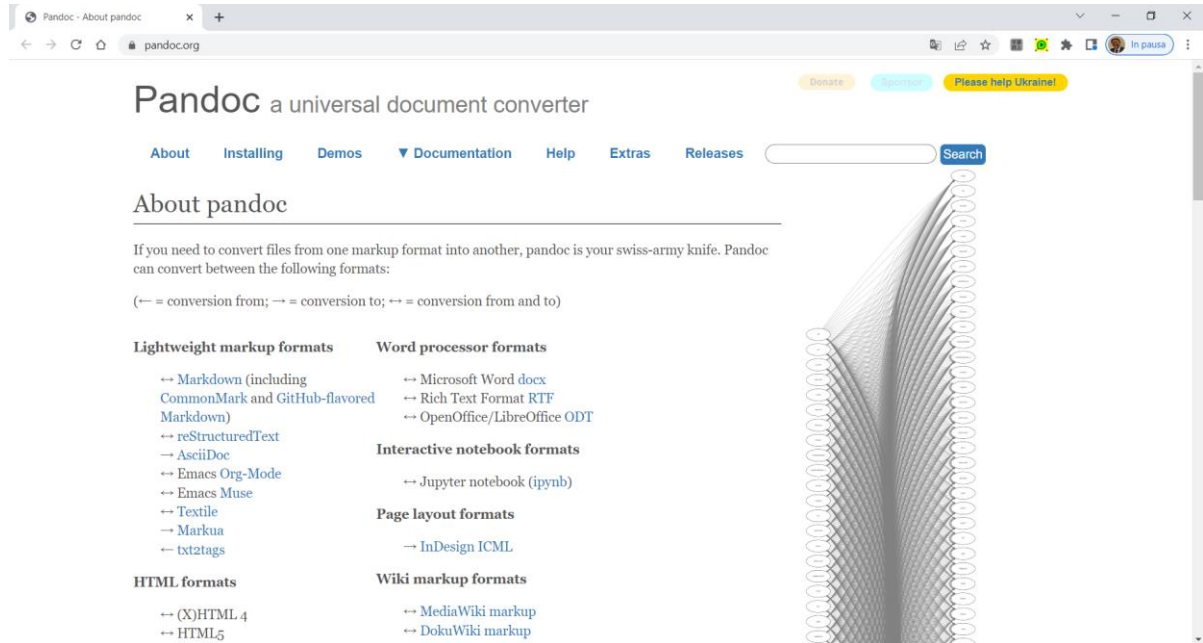 Pandoc - About pandoc
pandoc.org
In pausa
Donate
Sponsor
Please help Ukraine!
Pandoc a universal document converter
About Installing Demos ▼ Documentation Help Extras Releases Search
About pandoc
If you need to convert files from one markup format into another, pandoc is your swiss-army knife. Pandoc
can convert between the following formats:
(← = conversion from; → = conversion to; ↔ = conversion from and to)
Lightweight markup formats
↔ Markdown (including
CommonMark and GitHub-flavored
Markdown)
↔ reStructuredText
→ AsciiDoc
↔ Emacs Org-Mode
↔ Emacs Muse
↔ Textile
→ Markua
← txt2tags
HTML formats
↔ (X)HTML 4
↔ HTML5
Word processor formats
↔ Microsoft Word docx
↔ Rich Text Format RTF
↔ OpenOffice/LibreOffice ODT
Interactive notebook formats
↔ Jupyter notebook (ipynb)
Page layout formats
→ InDesign ICML
Wiki markup formats
↔ MediaWiki markup
↔ DokuWiki markup